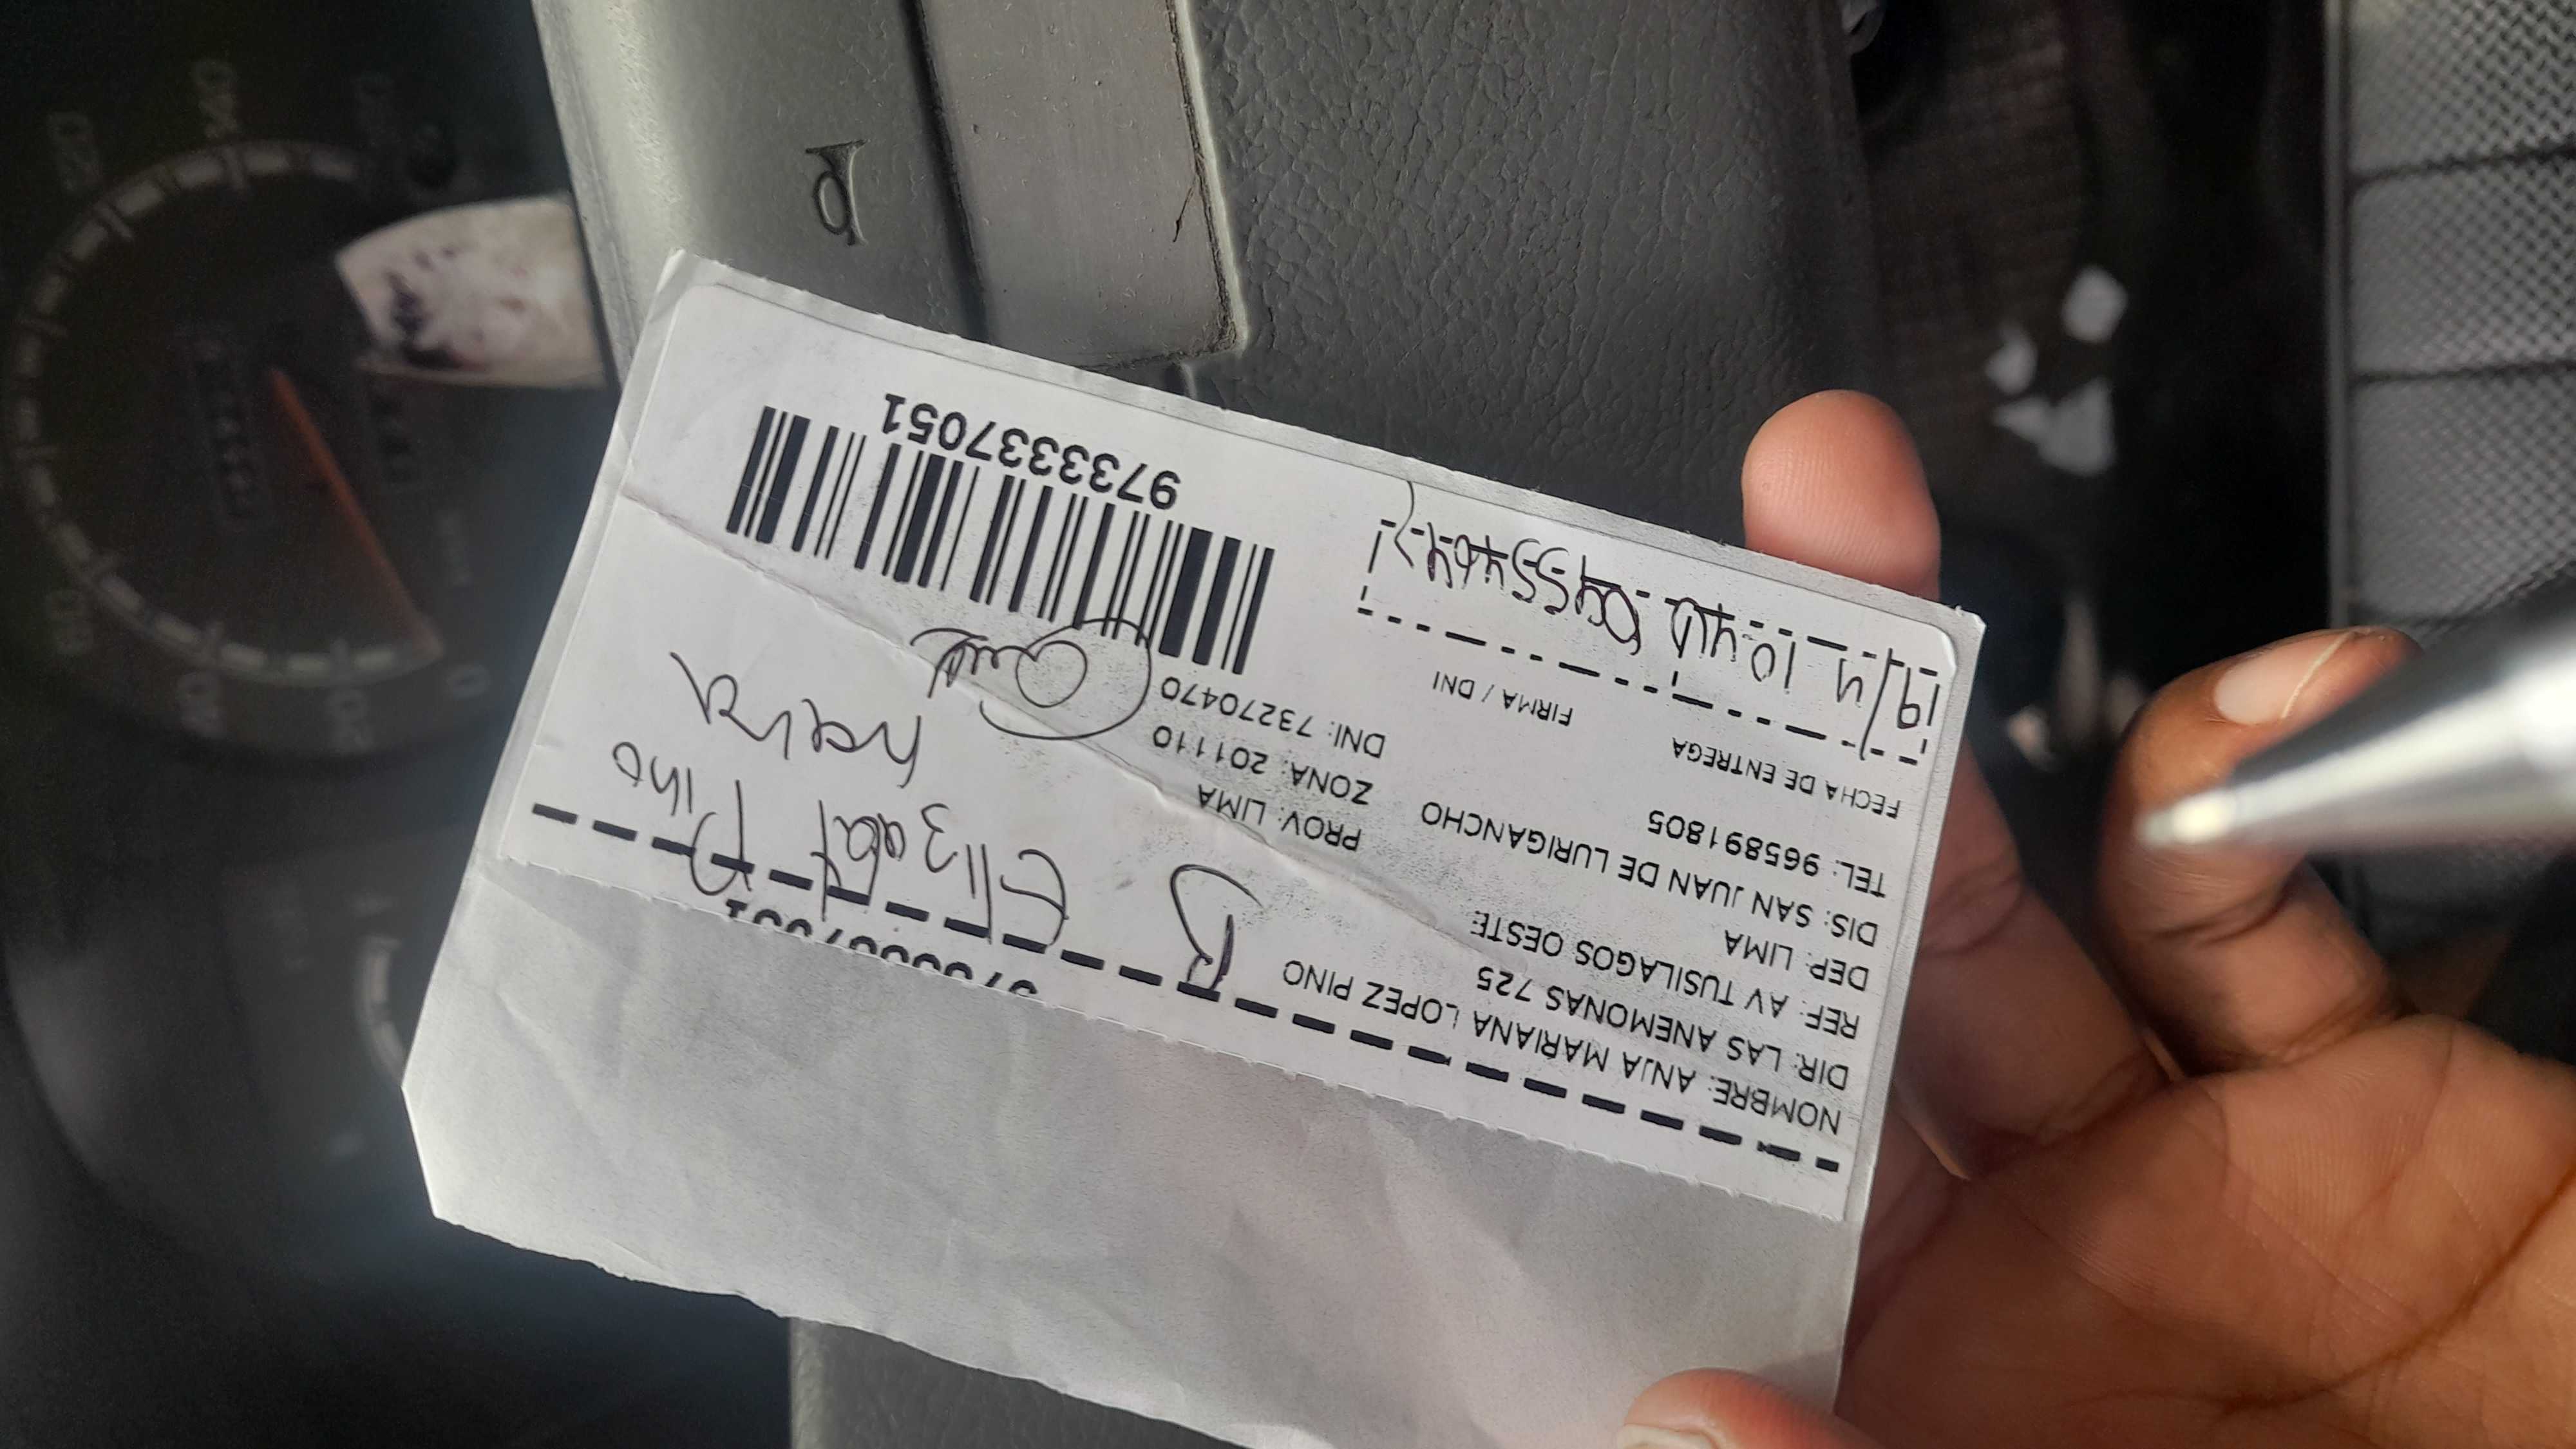 NOMBRE: ANJA MARIANA LOPEZ PINO
DIR: LAS ANEMONAS 725
REF: AV TUSILAGOS OESTE
DEP: LIMA
PROV: LIMA
DIS: SAN JUAN DE LURIGANCHO
ZONA: 201110
TEL: 965891805
DNI: 73270470
FECHA DE ENTREGA
FIRMA / DNI
19/4 10:40
Elizabet Pino
9733337051